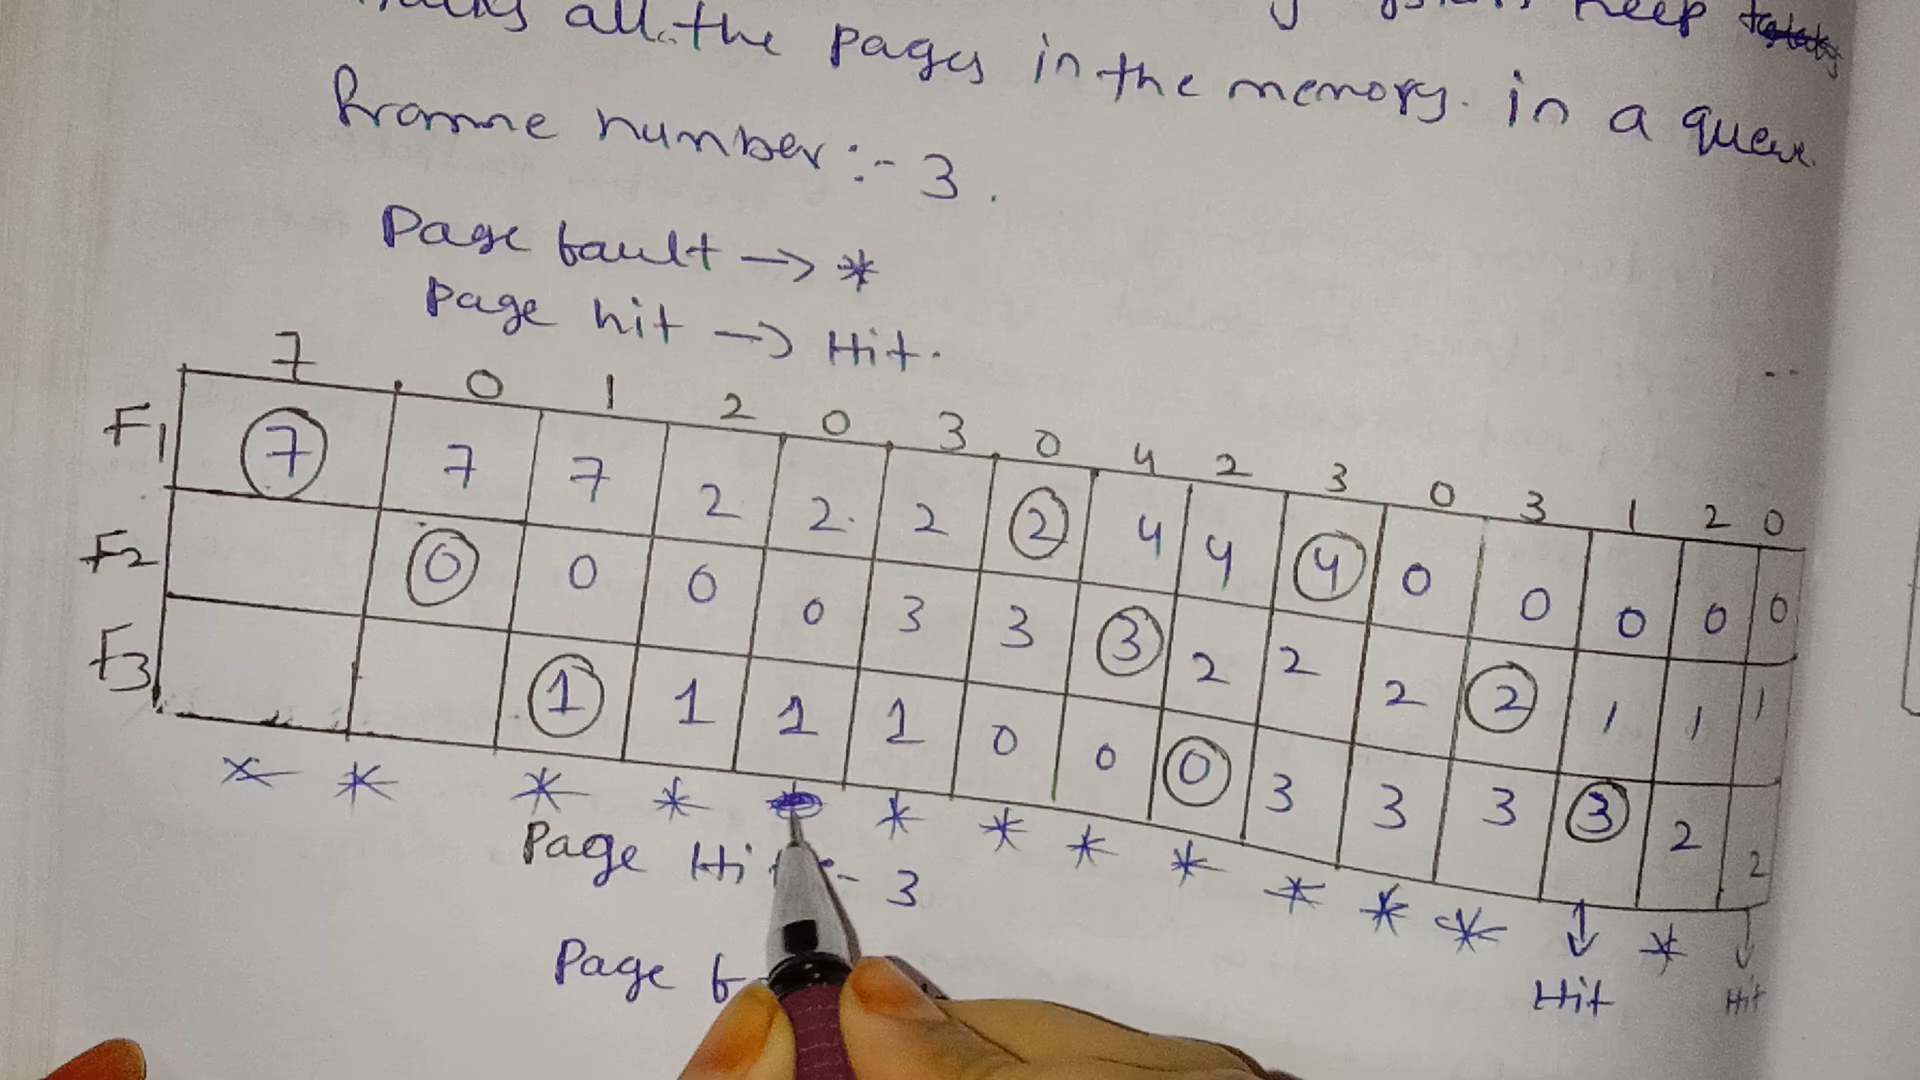 all the pages in the memory. in a queue.
Frame number :- 3.
Page fault → *
Page hit → Hit.
7 0 1 2 0 3 0 4 2 3 0 3 1 2 0
F1 7 7 7 2 2 2 2 4 4 4 0 0 0 0 0
F2 0 0 0 0 3 3 3 2 2 2 2 1 1 1
F3 1 1 1 1 0 0 0 3 3 3 3 2 2
* * * * * * * * * * * *
Hit Hit
Page Hi - 3
Page f